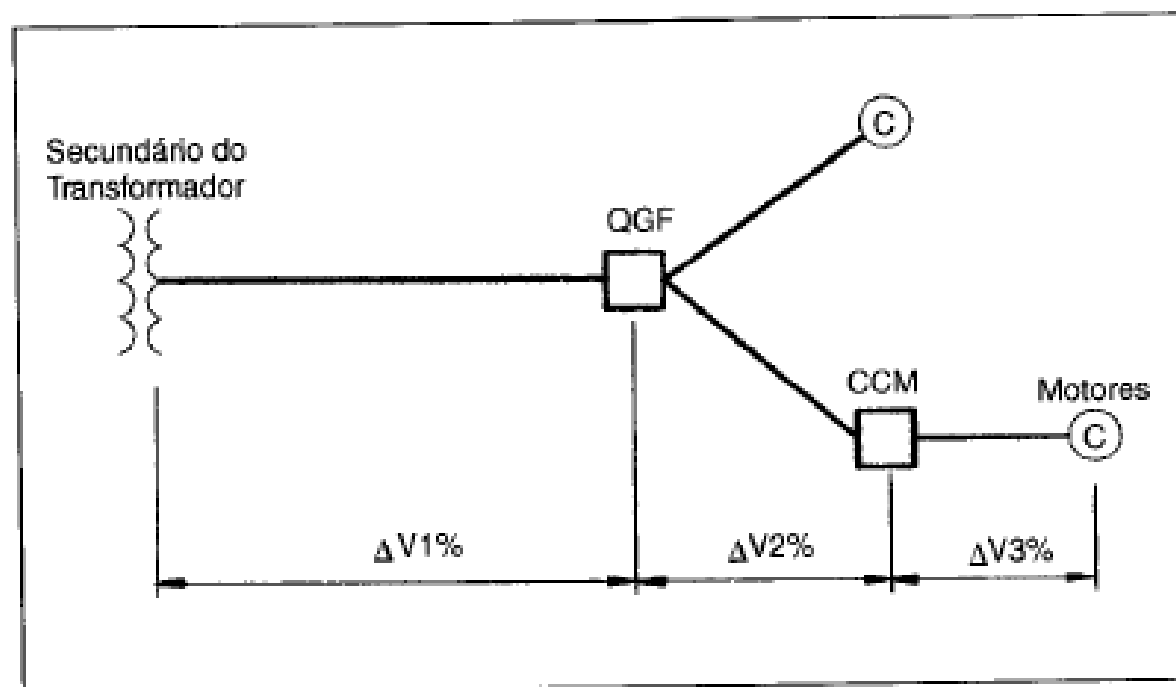 Secundário do
Transformador
QGF
C
CCM
Motores
C
ΔV1%
ΔV2%
ΔV3%